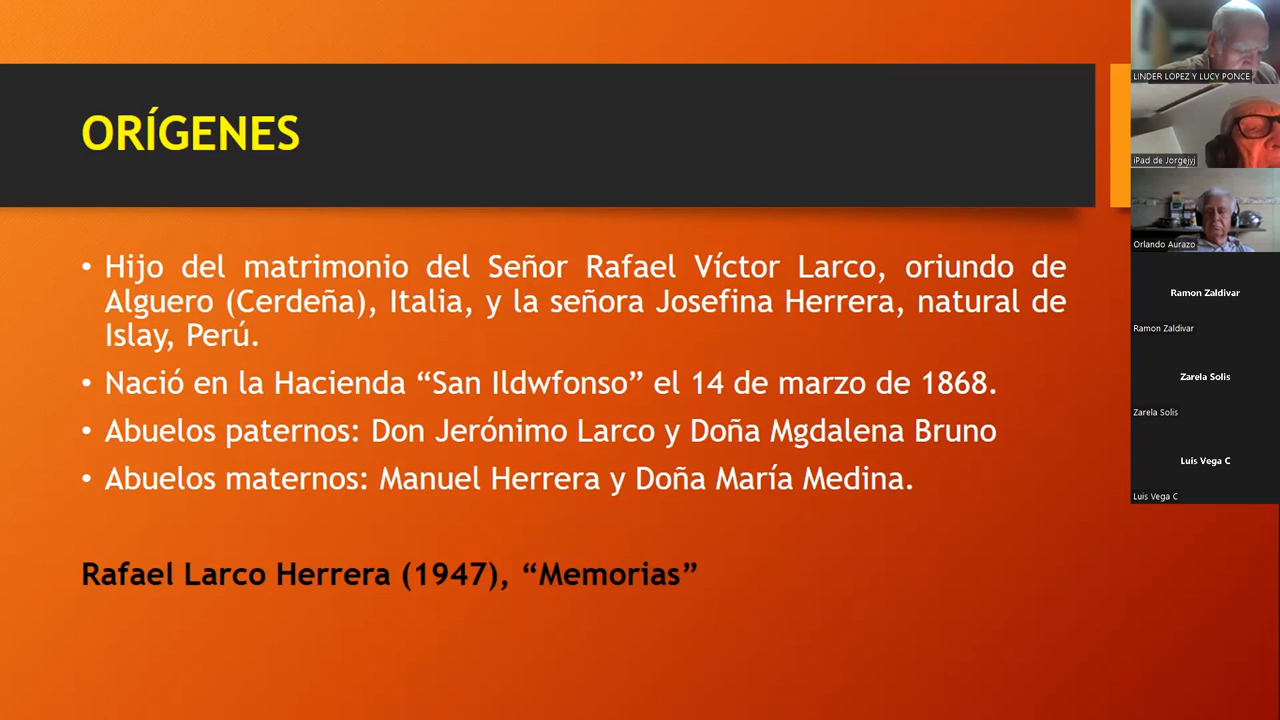 ORÍGENES
• Hijo del matrimonio del Señor Rafael Víctor Larco, oriundo de
Alguero (Cerdeña), Italia, y la señora Josefina Herrera, natural de
Islay, Perú.
• Nació en la Hacienda “San Ildwfonso” el 14 de marzo de 1868.
• Abuelos paternos: Don Jerónimo Larco y Doña Mgdalena Bruno
• Abuelos maternos: Manuel Herrera y Doña María Medina.
Rafael Larco Herrera (1947), “Memorias”
LINDER LOPEZ Y LUCY PONCE
iPad de Jorgejyj
Orlando Aurazo
Ramon Zaldivar
Ramon Zaldivar
Zarela Solis
Zarela Solis
Luis Vega C
Luis Vega C